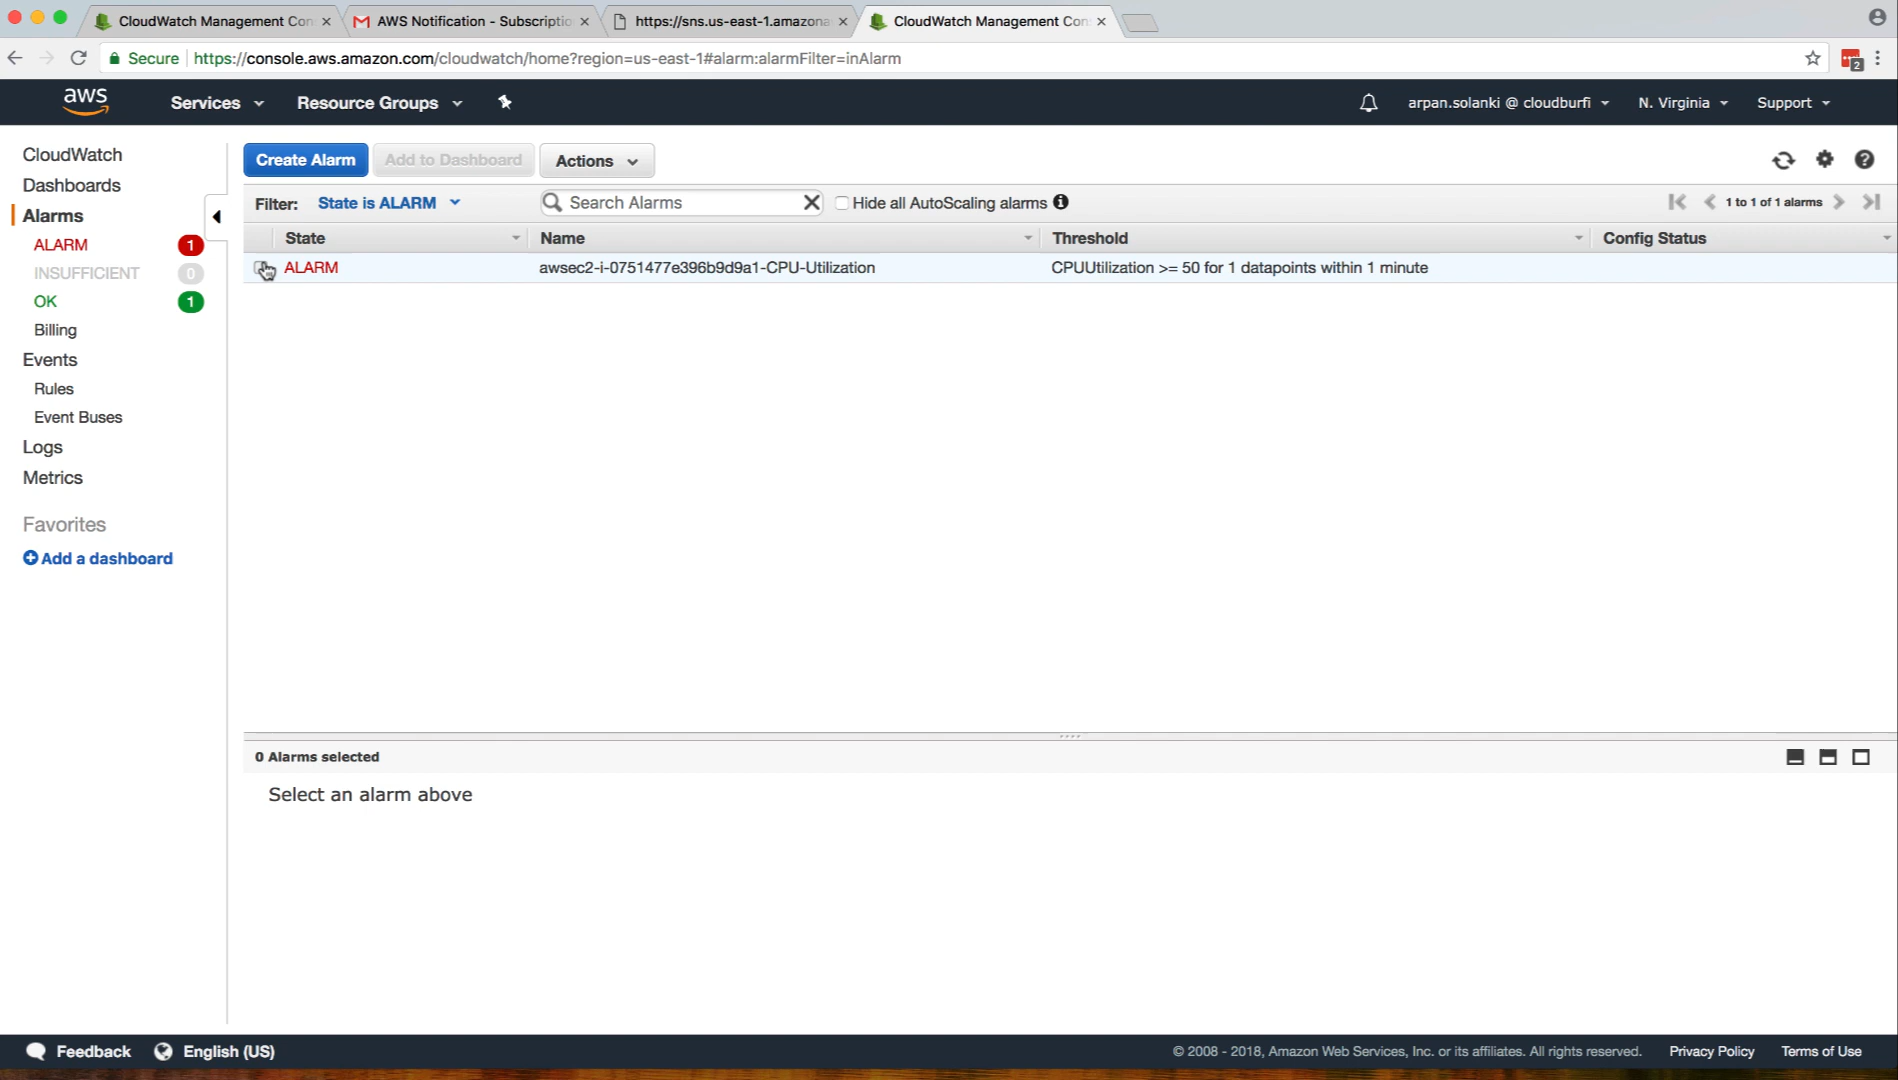 CloudWatch Management Con
AWS Notification - Subscriptio
https://sns.us-east-1.amazona
CloudWatch Management Con
Secure https://console.aws.amazon.com/cloudwatch/home?region=us-east-1#alarm:alarmFilter=inAlarm
2
aws Services Resource Groups arpan.solanki @ cloudburfi N. Virginia Support
CloudWatch
Dashboards
Alarms
ALARM 1
INSUFFICIENT 0
OK 1
Billing
Events
Rules
Event Buses
Logs
Metrics
Favorites
Add a dashboard
Create Alarm Add to Dashboard Actions
Filter: State is ALARM Search Alarms Hide all AutoScaling alarms 1 to 1 of 1 alarms
State Name Threshold Config Status
ALARM awsec2-i-0751477e396b9d9a1-CPU-Utilization CPUUtilization >= 50 for 1 datapoints within 1 minute
0 Alarms selected
Select an alarm above
Feedback English (US) © 2008 - 2018, Amazon Web Services, Inc. or its affiliates. All rights reserved. Privacy Policy Terms of Use